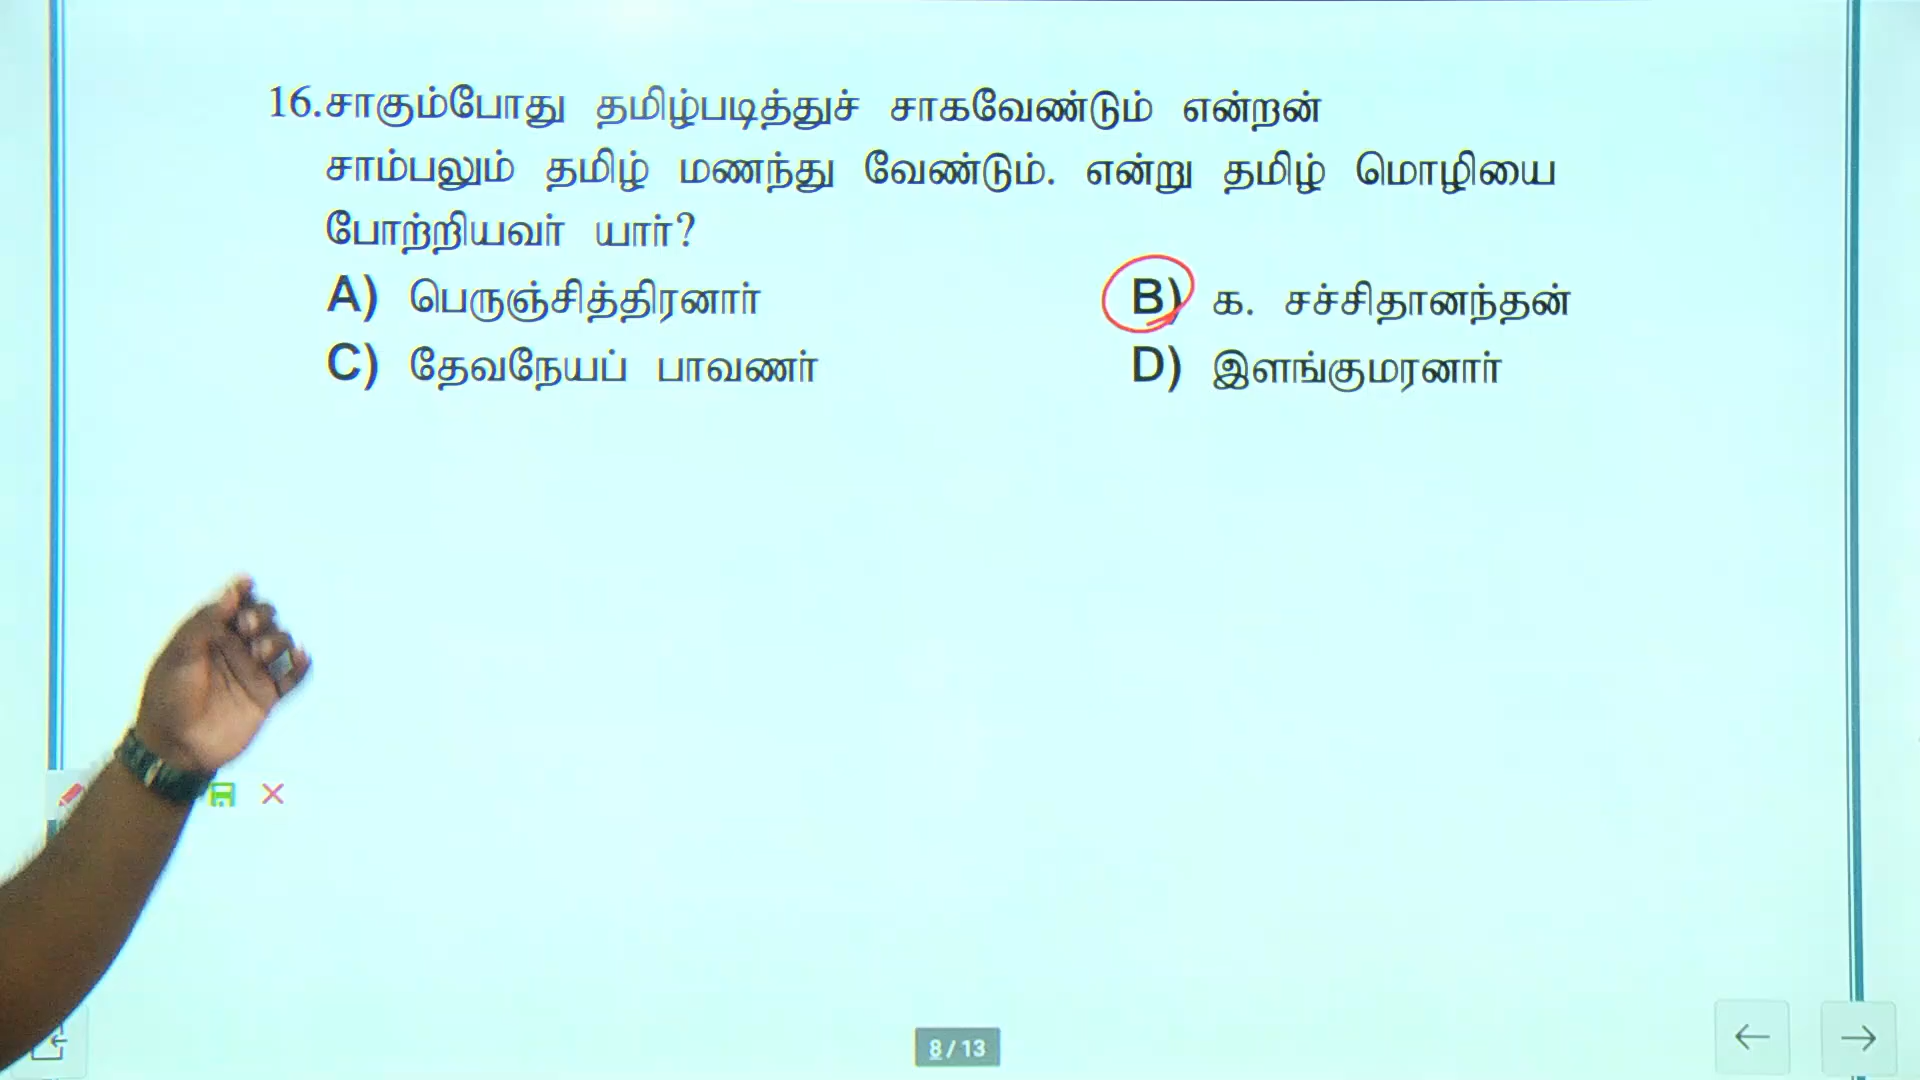 16.சாகும்போது தமிழ்படித்துச் சாகவேண்டும் என்றன்
சாம்பலும் தமிழ் மணந்து வேண்டும். என்று தமிழ் மொழியை
போற்றியவர் யார்?
A) பெருஞ்சித்திரனார்
B) க. சச்சிதானந்தன்
C) தேவநேயப் பாவணர்
D) இளங்குமரனார்
8/13